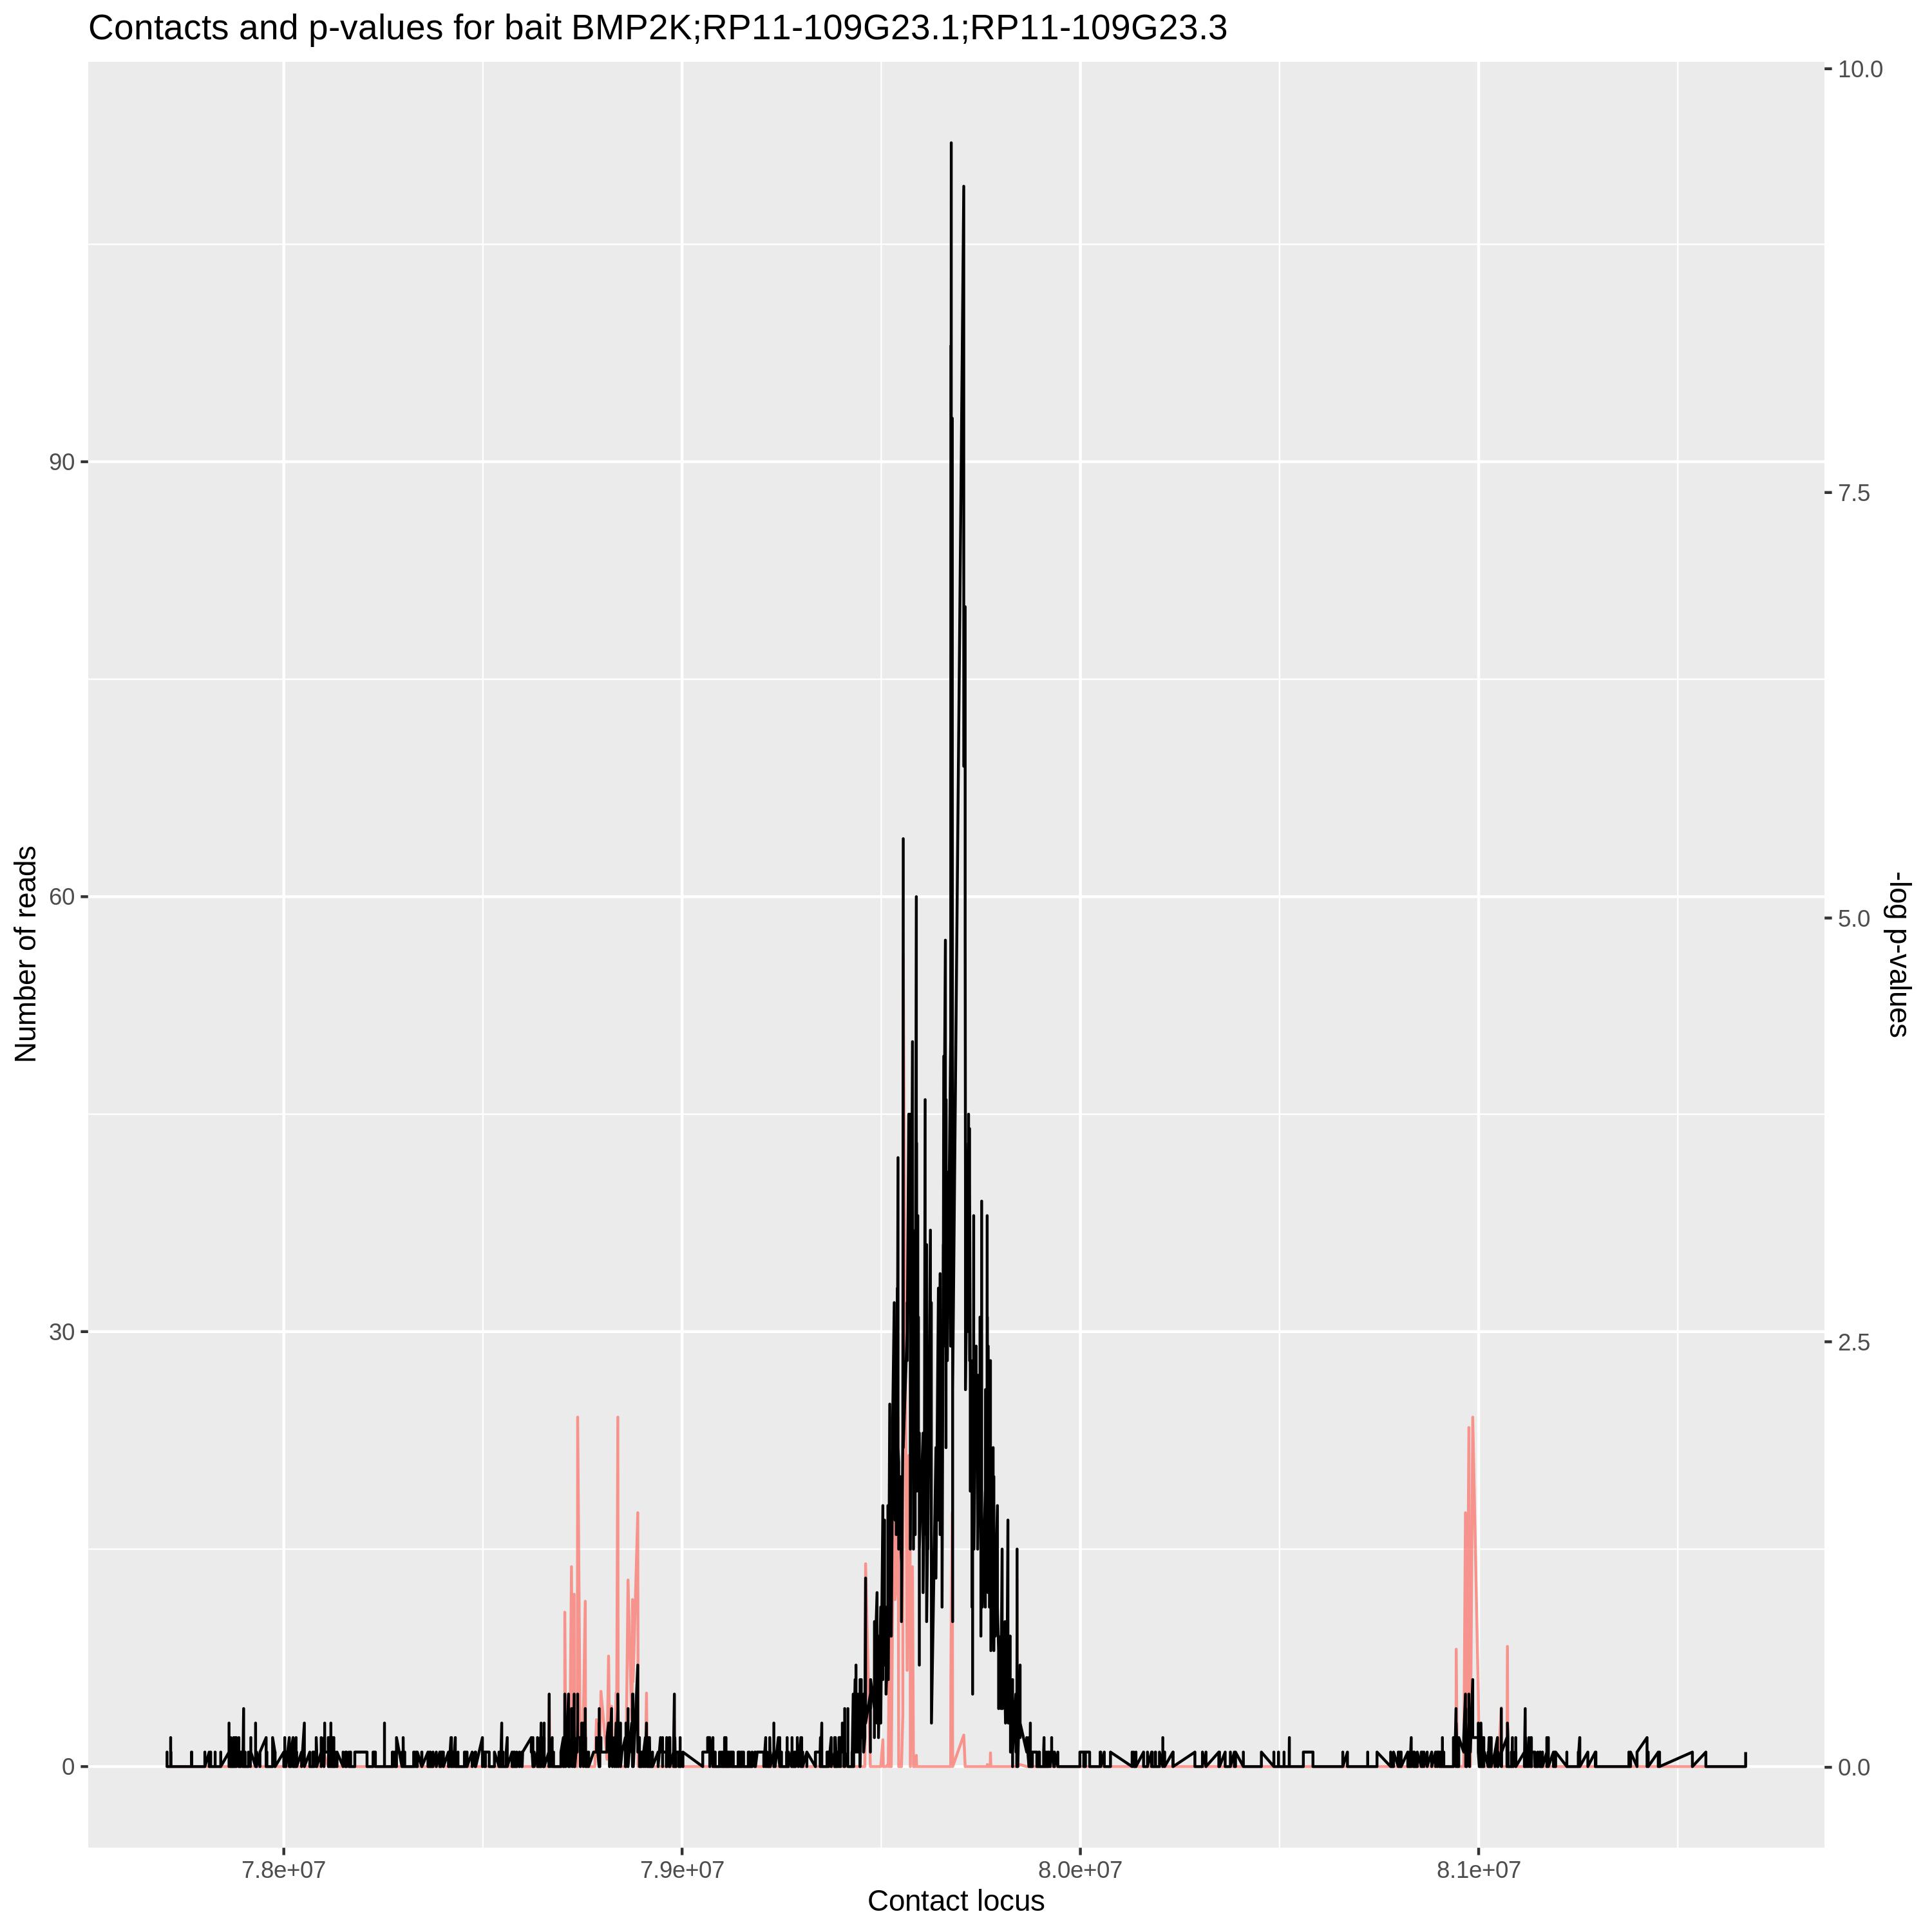 Contacts and p-values for bait BMP2K;RP11-109G23.1;RP11-109G23.3
Number of reads
90
60
30
0
10.0
7.5
5.0
2.5
0.0
-log p-values
7.8e+07
7.9e+07
8.0e+07
8.1e+07
Contact locus